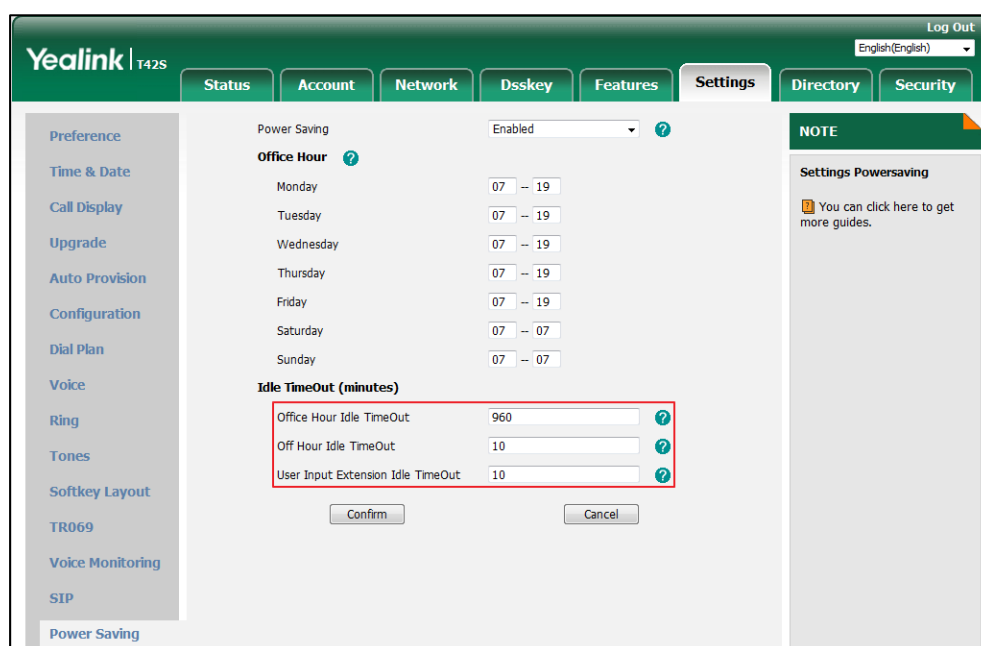 Log Out
Yealink | T42S
English(English)
Status Account Network Dsskey Features Settings Directory Security
Preference
Time & Date
Call Display
Upgrade
Auto Provision
Configuration
Dial Plan
Voice
Ring
Tones
Softkey Layout
TR069
Voice Monitoring
SIP
Power Saving
Power Saving Enabled ?
Office Hour ?
Monday 07 -- 19
Tuesday 07 -- 19
Wednesday 07 -- 19
Thursday 07 -- 19
Friday 07 -- 19
Saturday 07 -- 07
Sunday 07 -- 07
Idle TimeOut (minutes)
Office Hour Idle TimeOut 960 ?
Off Hour Idle TimeOut 10 ?
User Input Extension Idle TimeOut 10 ?
Confirm Cancel
NOTE
Settings Powersaving
? You can click here to get
more guides.